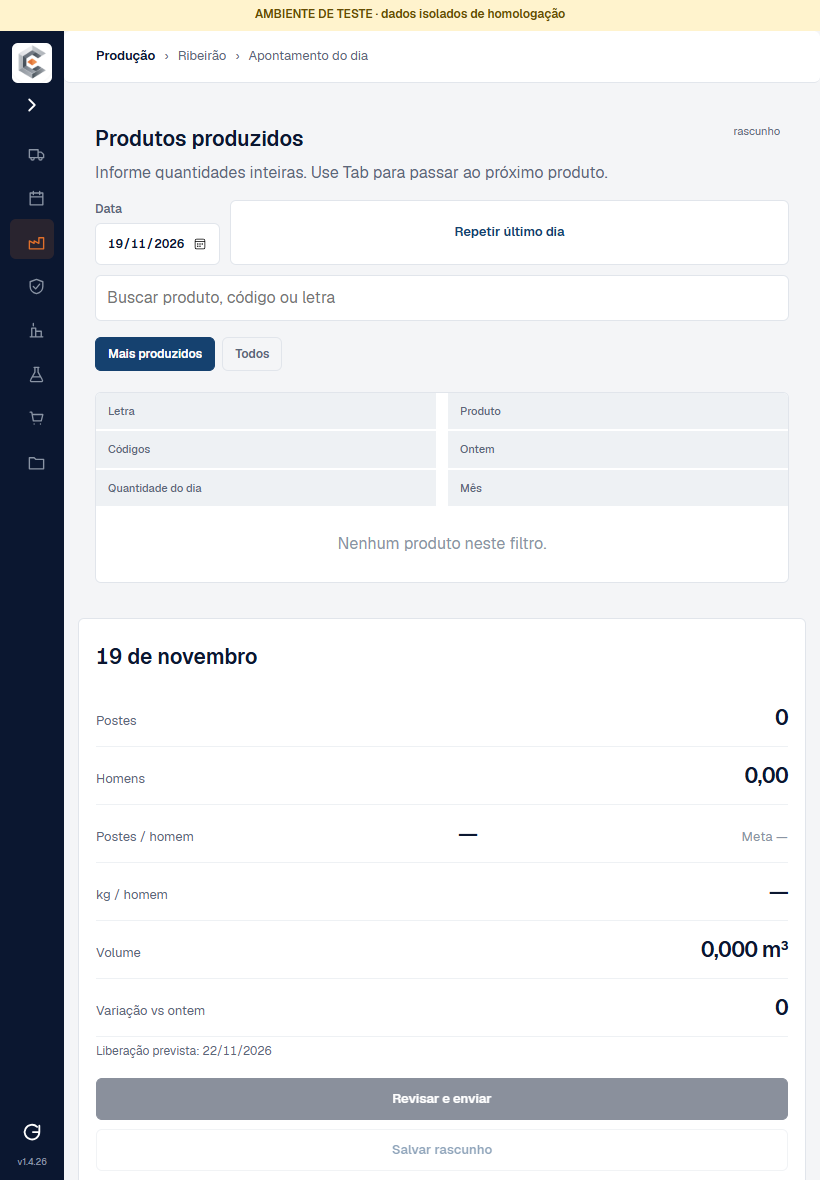 AMBIENTE DE TESTE · dados isolados de homologação
Produção › Ribeirão › Apontamento do dia
Produtos produzidos
rascunho
Informe quantidades inteiras. Use Tab para passar ao próximo produto.
Data
19/11/2026
Repetir último dia
Buscar produto, código ou letra
Mais produzidos
Todos
Letra
Produto
Códigos
Ontem
Quantidade do dia
Mês
Nenhum produto neste filtro.
19 de novembro
Postes
0
Homens
0,00
Postes / homem
—
Meta —
kg / homem
—
Volume
0,000 m³
Variação vs ontem
0
Liberação prevista: 22/11/2026
Revisar e enviar
Salvar rascunho
v1.4.26